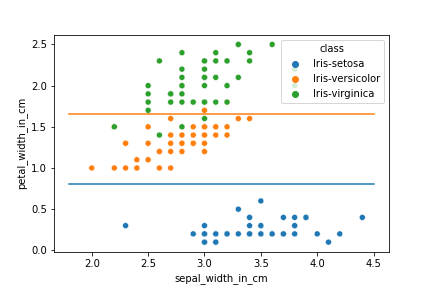 class
Iris-setosa
Iris-versicolor
Iris-virginica
petal_width_in_cm
2.5
2.0
1.5
1.0
0.5
0.0
2.0 2.5 3.0 3.5 4.0 4.5
sepal_width_in_cm